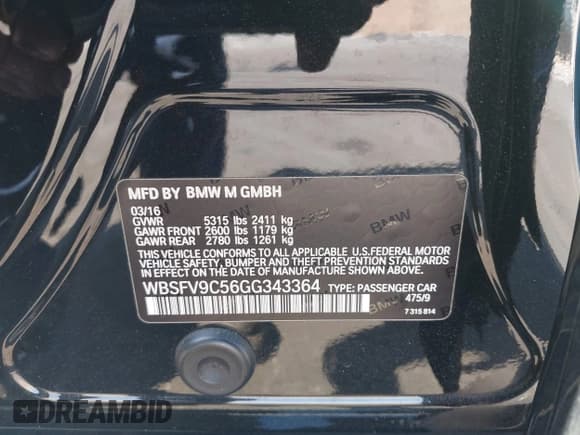 MFD BY BMW M GMBH
03/16
GVWR 5315 lbs 2411 kg
GAWR FRONT 2600 lbs 1179 kg
GAWR REAR 2780 lbs 1261 kg
THIS VEHICLE CONFORMS TO ALL APPLICABLE U.S.FEDERAL MOTOR
VEHICLE SAFETY, BUMPER AND THEFT PREVENTION STANDARDS
IN EFFECT ON THE DATE OF MANUFACTURE SHOWN ABOVE.
WBSFV9C56GG343364 TYPE: PASSENGER CAR
475/9
7 315 814
BMW
DREAMBID